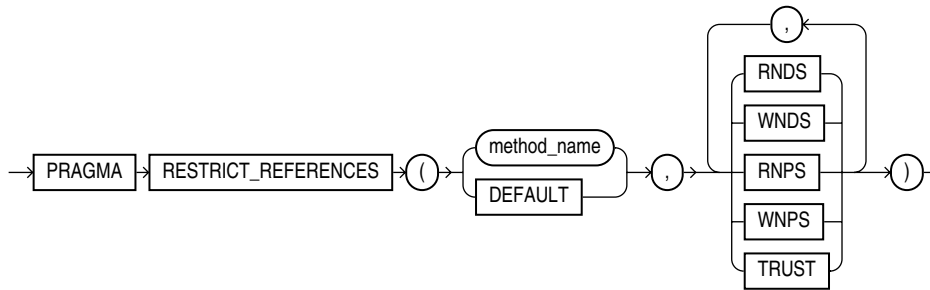 ,
RNDS
WNDS
method_name
PRAGMA RESTRICT_REFERENCES ( , RNPS )
DEFAULT
WNPS
TRUST